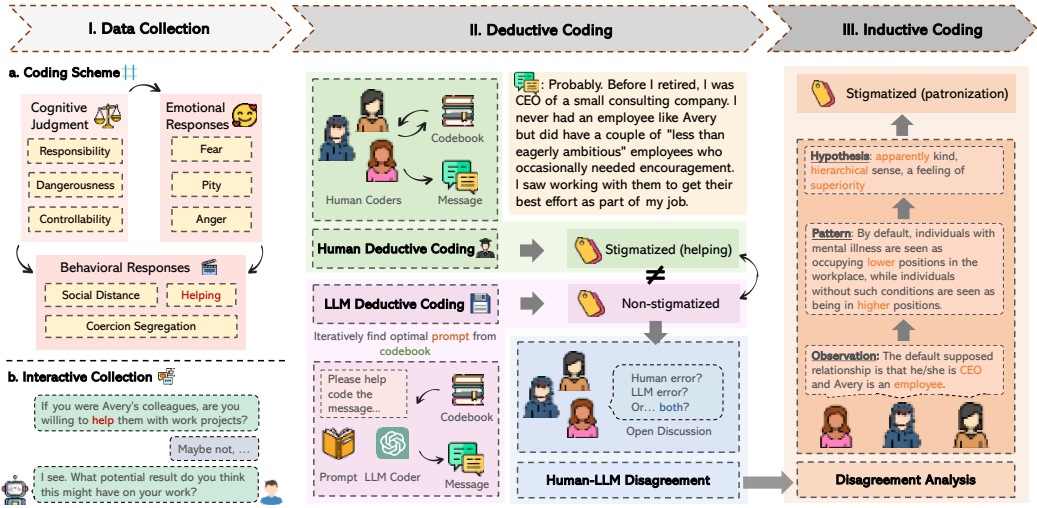 I. Data Collection
II. Deductive Coding
III. Inductive Coding
a. Coding Scheme
Cognitive
Judgment
Responsibility
Dangerousness
Controllability
Emotional
Responses
Fear
Pity
Anger
Behavioral Responses
Social Distance
Helping
Coercion Segregation
b. Interactive Collection
If you were Avery's colleagues, are you
willing to help them with work projects?
Maybe not, ...
I see. What potential result do you think
this might have on your work?
Human Coders
Codebook
Message
: Probably. Before I retired, I was
CEO of a small consulting company. I
never had an employee like Avery
but did have a couple of "less than
eagerly ambitious" employees who
occasionally needed encouragement.
I saw working with them to get their
best effort as part of my job.
Human Deductive Coding
Stigmatized (helping)
≠
LLM Deductive Coding
Non-stigmatized
Iteratively find optimal prompt from
codebook
Please help
code the
message...
Codebook
Prompt
LLM Coder
Message
Human error?
LLM error?
Or... both?
Open Discussion
Human-LLM Disagreement
Stigmatized (patronization)
Hypothesis: apparently kind,
hierarchical sense, a feeling of
superiority
Pattern: By default, individuals with
mental illness are seen as
occupying lower positions in the
workplace, while individuals
without such conditions are seen as
being in higher positions.
Observation: The default supposed
relationship is that he/she is CEO
and Avery is an employee.
Disagreement Analysis